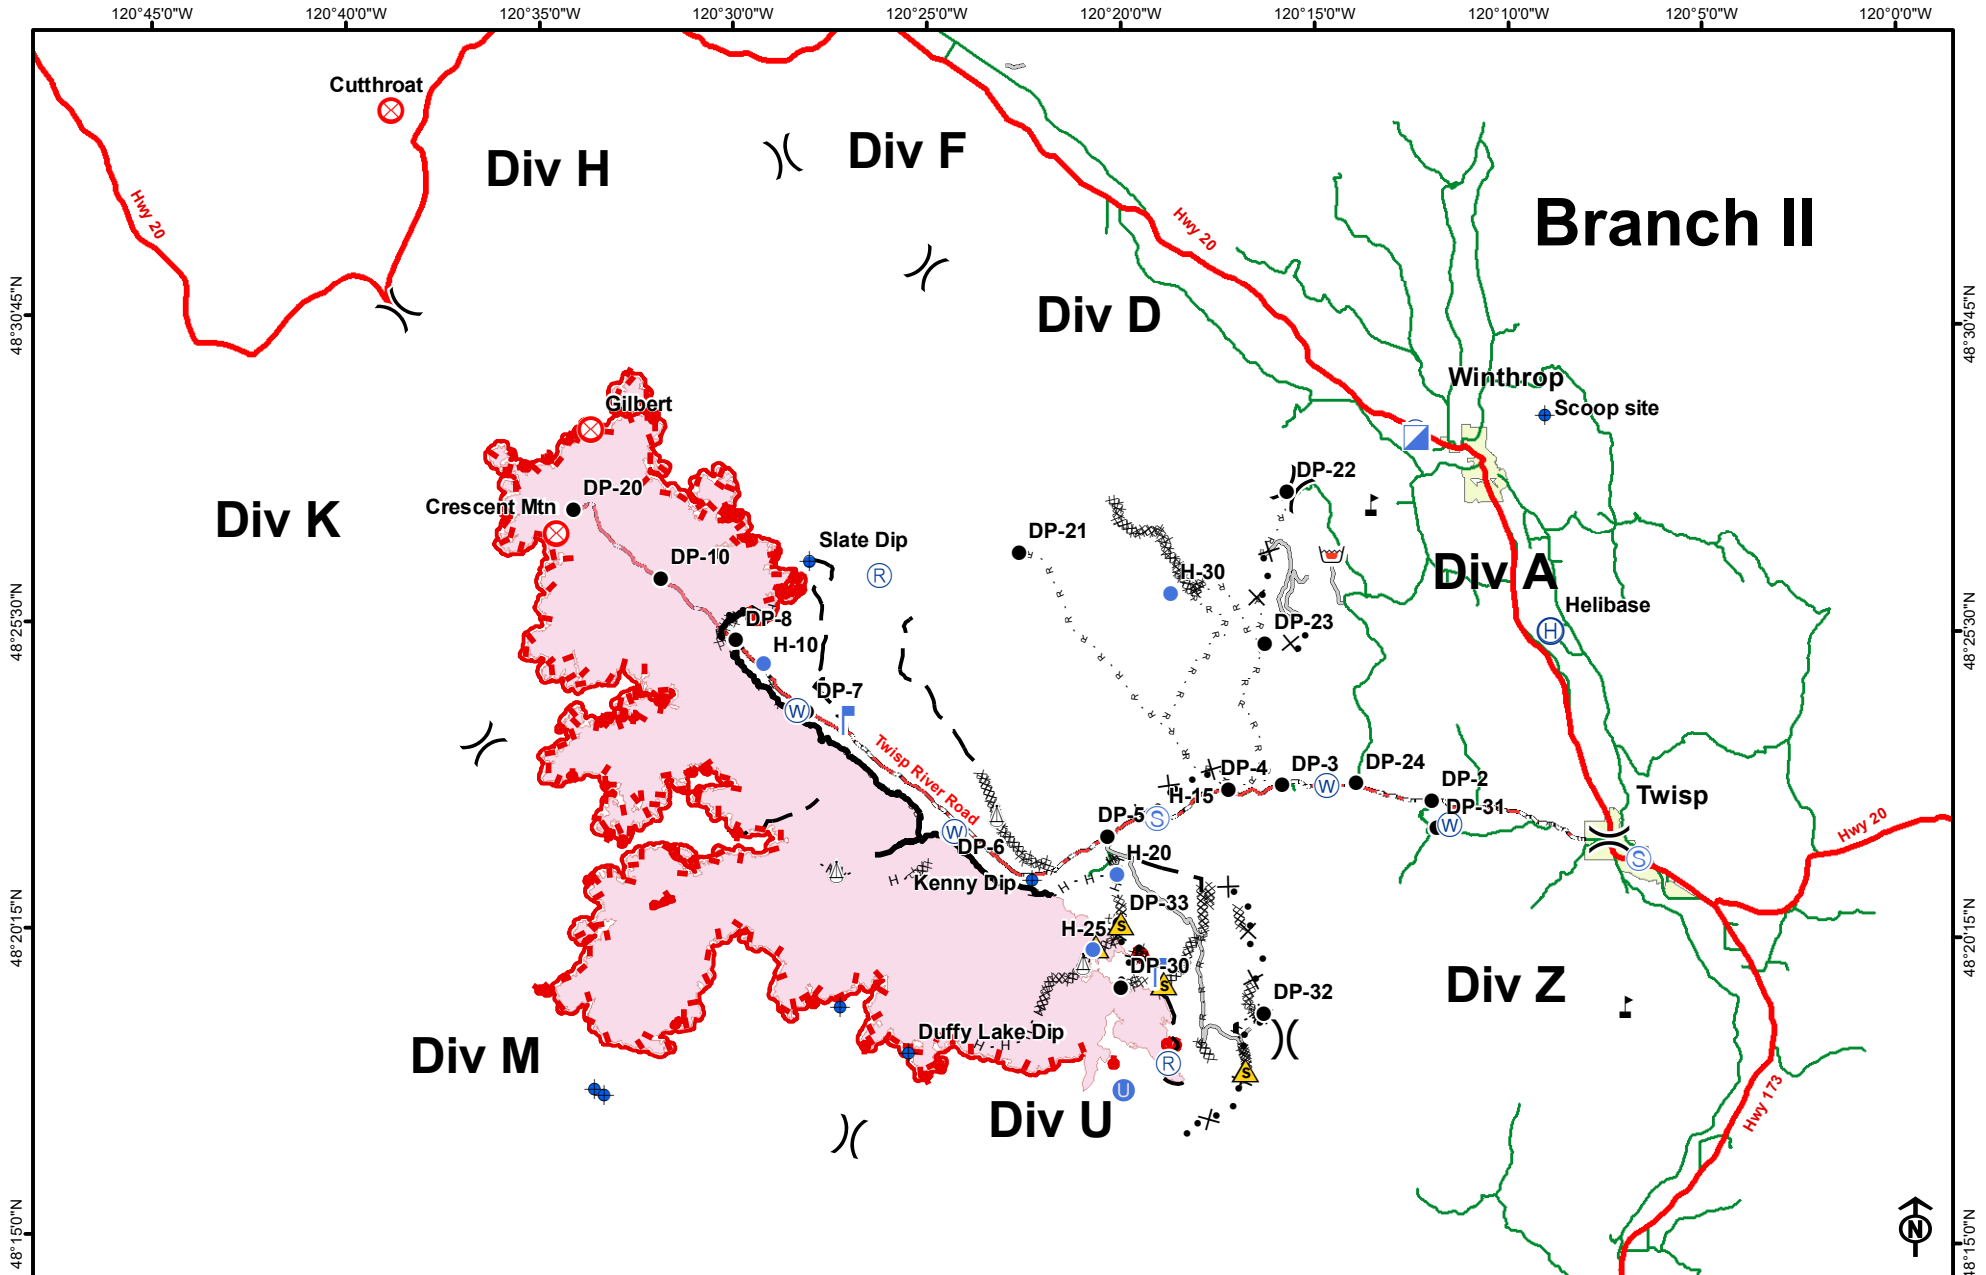 120°45'0"W
120°40'0"W
120°35'0"W
120°30'0"W
120°25'0"W
120°20'0"W
120°15'0"W
120°10'0"W
120°5'0"W
120°0'0"W
Cutthroat
Div H
Div F
Hwy 20
Hwy 20
Branch II
48°30'45"N
Div D
48°30'45"N
Winthrop
Scoop site
Gilbert
DP-22
DP-20
Crescent Mtn
Div K
Slate Dip
DP-21
DP-10
R
H-30
Div A
Helibase
H
48°25'30"N
DP-8
DP-23
48°25'30"N
H-10
DP-7
W
Twisp River Road
DP-4
DP-3
DP-24
W
DP-2
H-15
Twisp
DP-5
S
DP-31
W
Hwy 20
W
DP-6
H-20
S
Kenny Dip
DP-33
48°20'15"N
H-25
S
48°20'15"N
DP-30
S
Div Z
DP-32
Duffy Lake Dip
Div M
R
S
U
Div U
Hwy 173
48°15'0"N
N
48°15'0"N